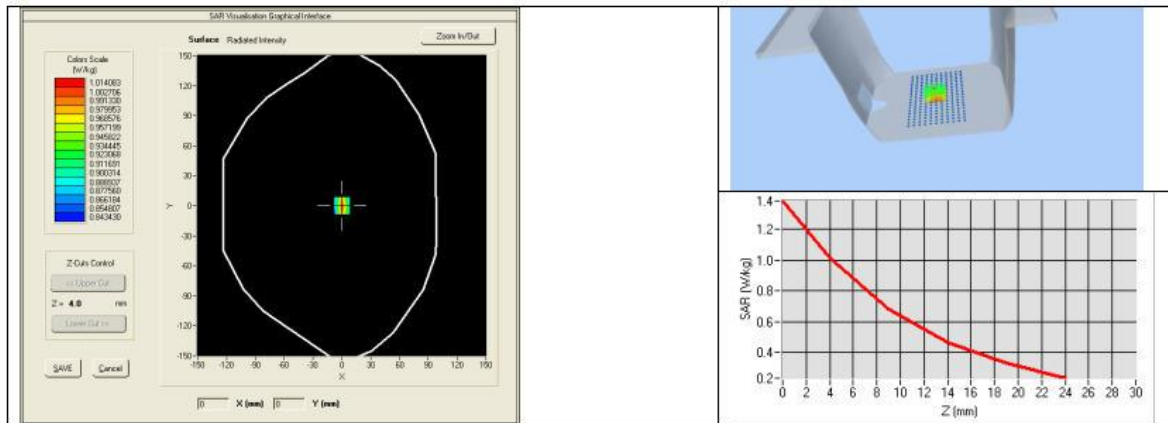 SAR Visualisation Graphical Interface
Surface Radiated Intensity
Zoom In/Out
Colors Scale
(W/kg)
1.014083
1.002706
0.991330
0.979953
0.968576
0.957199
0.945822
0.934445
0.923068
0.911691
0.900314
0.888937
0.877560
0.866184
0.854807
0.843430
Z-Cuts Control
<< Upper Cut
Z = 4.0 mm
Lower Cut >>
SAVE Cancel
150
120
90
60
30
0
-30
-60
-90
-120
-150
Y
-150 -120 -90 -60 -30 0 30 60 90 120 150
X
0 X (mm) 0 Y (mm)
1.4
1.2
1.0
0.8
0.6
0.4
0.2
SAR (W/kg)
0 2 4 6 8 10 12 14 16 18 20 22 24 26 28 30
Z (mm)